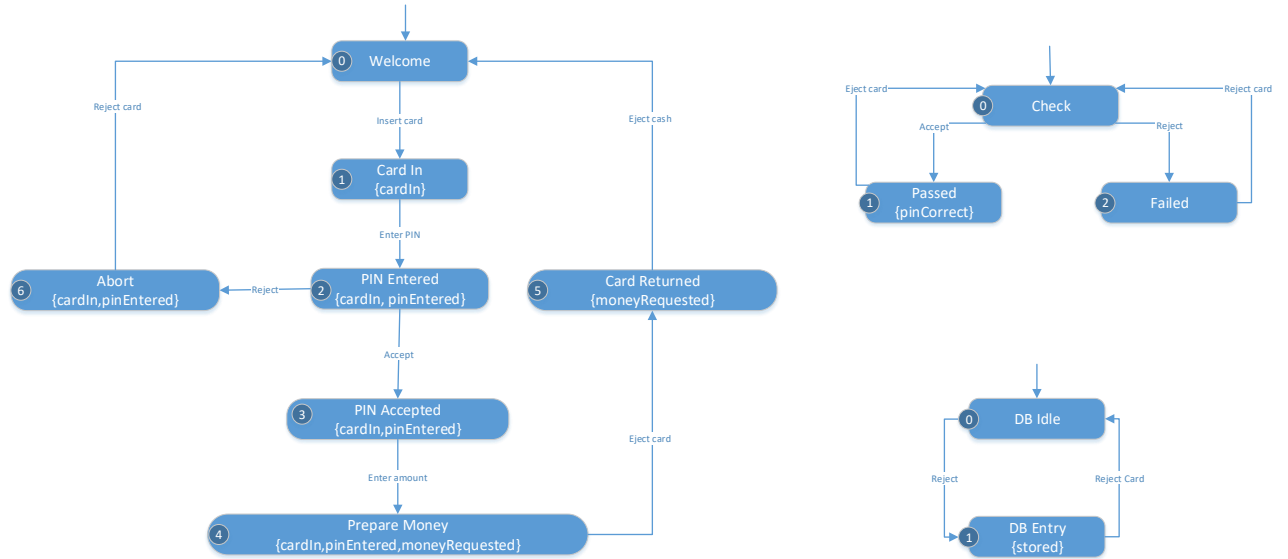 0
Welcome
Reject card
Insert card
Eject cash
1
Card In
{cardIn}
Enter PIN
6
Abort
{cardIn,pinEntered}
Reject
2
PIN Entered
{cardIn, pinEntered}
5
Card Returned
{moneyRequested}
Accept
3
PIN Accepted
{cardIn,pinEntered}
Enter amount
Eject card
4
Prepare Money
{cardIn,pinEntered,moneyRequested}
Eject card
0
Check
Reject card
Accept
Reject
1
Passed
{pinCorrect}
2
Failed
0
DB Idle
Reject
Reject Card
1
DB Entry
{stored}